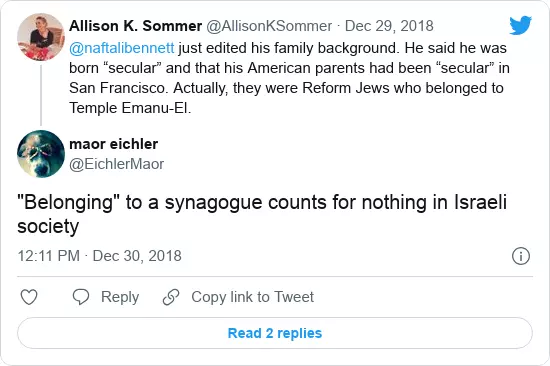 Allison K. Sommer @AllisonKSommer · Dec 29, 2018
@naftalibennett just edited his family background. He said he was
born “secular” and that his American parents had been “secular” in
San Francisco. Actually, they were Reform Jews who belonged to
Temple Emanu-El.
maor eichler
@EichlerMaor
"Belonging" to a synagogue counts for nothing in Israeli
society
12:11 PM · Dec 30, 2018
Reply
Copy link to Tweet
Read 2 replies